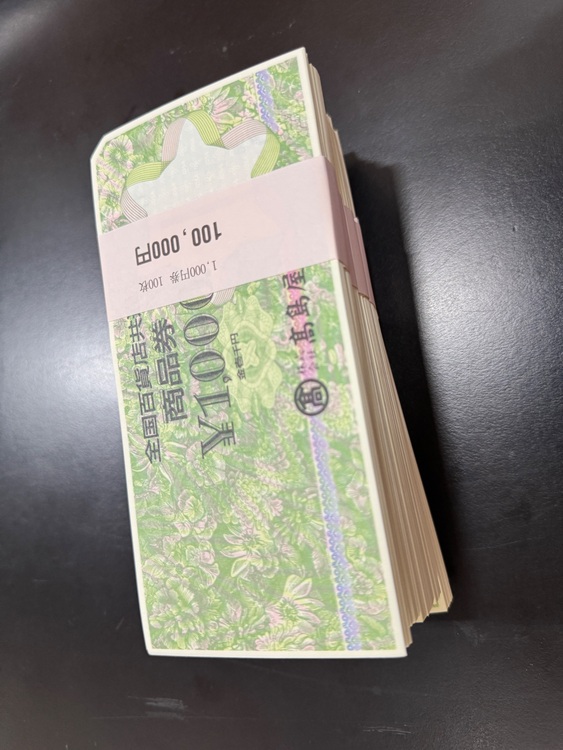 100,000円
1,000円券 100枚
全国百貨店共
商品券
¥1000
金壱千円
髙 髙島屋